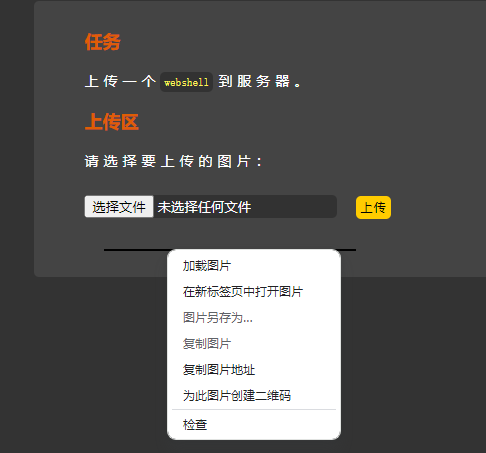 任务
上传一个 webshell 到服务器。
上传区
请选择要上传的图片：
选择文件 未选择任何文件 上传
加载图片
在新标签页中打开图片
图片另存为...
复制图片
复制图片地址
为此图片创建二维码
检查